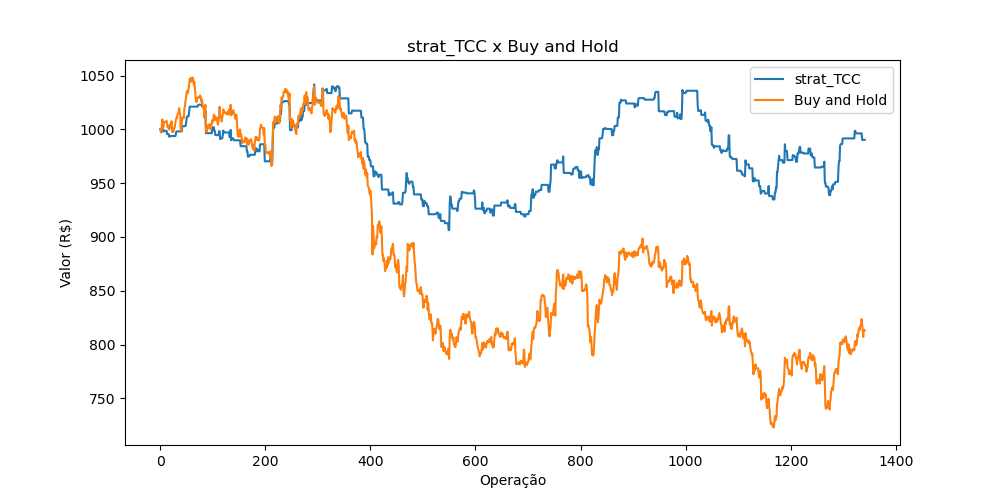 strat_TCC x Buy and Hold
strat_TCC
Buy and Hold
Valor (R$)
1050
1000
950
900
850
800
750
0 200 400 600 800 1000 1200 1400
Operação